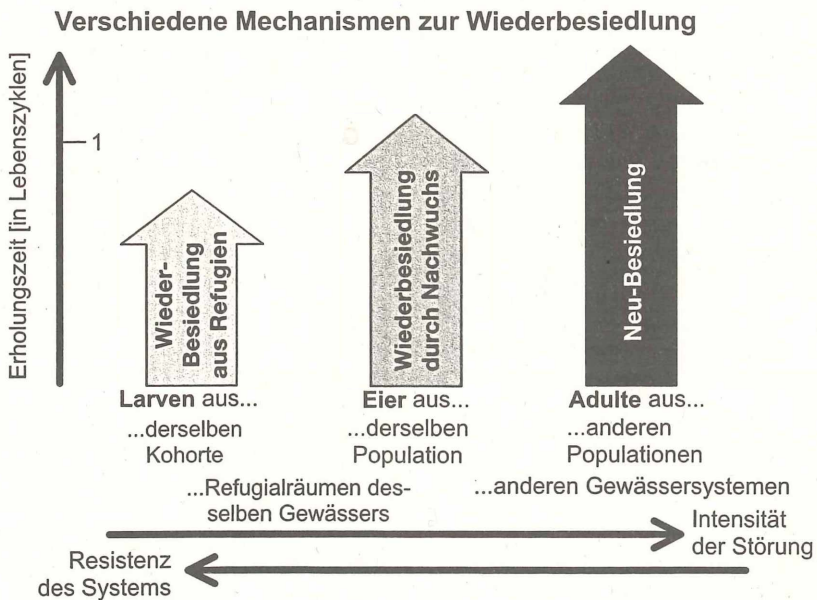 Verschiedene Mechanismen zur Wiederbesiedlung
Erholungszeit [in Lebenszyklen]
1
Wieder-
Besiedlung
aus Refugien
Wiederbesiedlung
durch Nachwuchs
Neu-Besiedlung
Larven aus...
...derselben
Kohorte
Eier aus...
...derselben
Population
Adulte aus...
...anderen
Populationen
...Refugialräumen des-
selben Gewässers
...anderen Gewässersystemen
Intensität
der Störung
Resistenz
des Systems